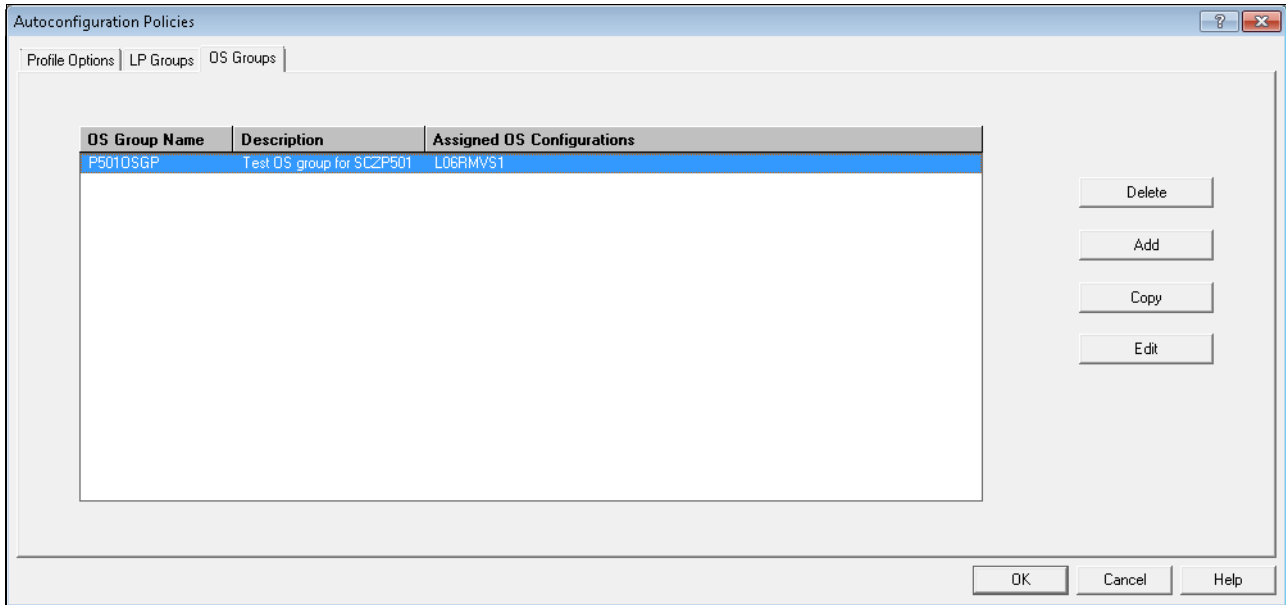 Autoconfiguration Policies
Profile Options LP Groups OS Groups
OS Group Name Description Assigned OS Configurations
P501OSGP Test OS group for SCZP501 L06RMVS1
Delete
Add
Copy
Edit
OK Cancel Help